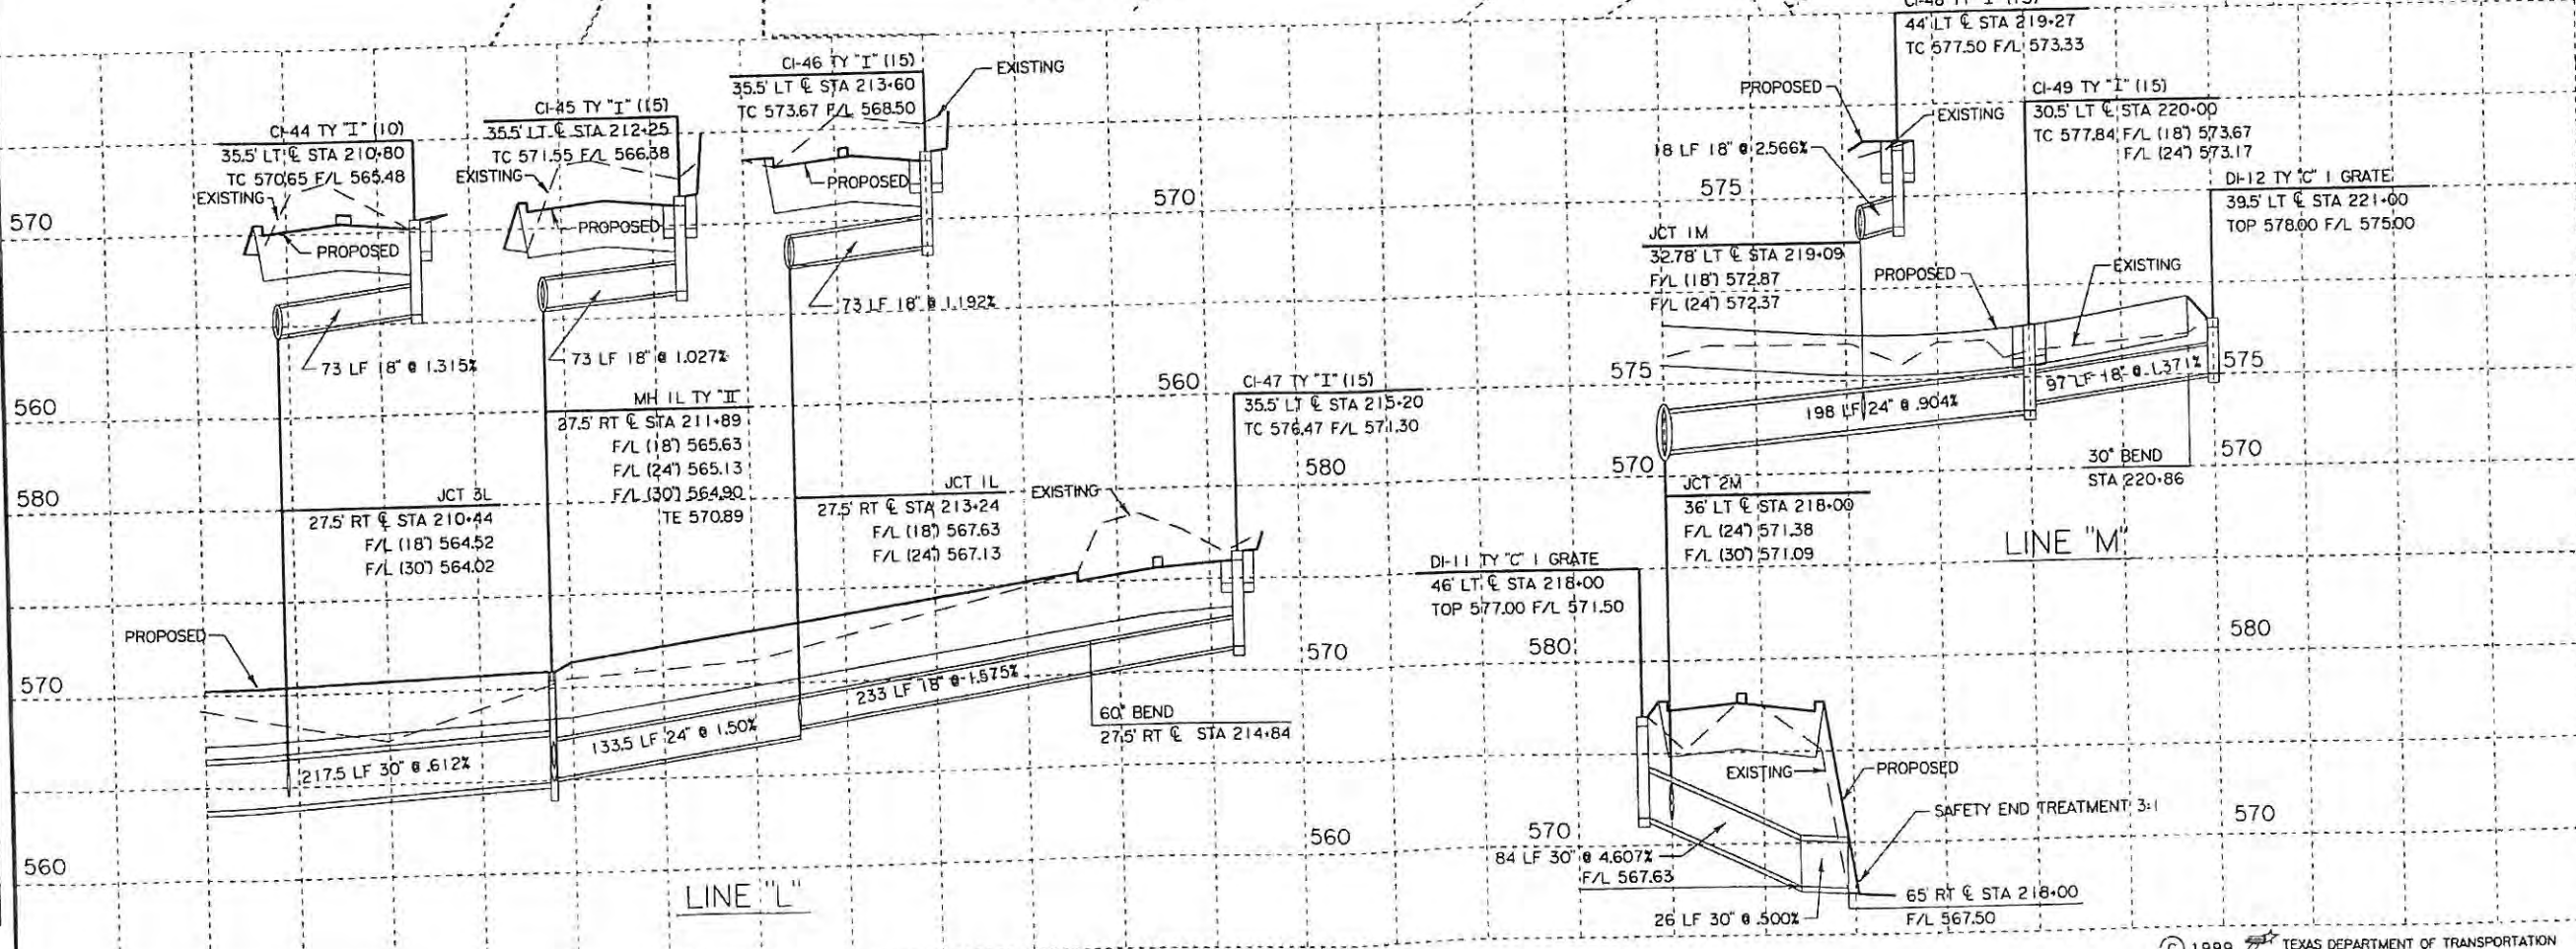 CI-44 TY "I" (10)
35.5' LT ℄ STA 210+80
TC 570.65 F/L 565.48
EXISTING
PROPOSED
73 LF 18" @ 1.315%
570
560
CI-45 TY "I" (15)
35.5' LT ℄ STA 212+25
TC 571.55 F/L 566.38
EXISTING
PROPOSED
73 LF 18" @ 1.027%
CI-46 TY "I" (15)
35.5' LT ℄ STA 213+60
TC 573.67 F/L 568.50
EXISTING
PROPOSED
73 LF 18" @ 1.192%
570
560
JCT 3L
27.5' RT ℄ STA 210+44
F/L (18") 564.52
F/L (30") 564.02
MH 1L TY "II"
27.5' RT ℄ STA 211+89
F/L (18") 565.63
F/L (24") 565.13
F/L (30") 564.90
TE 570.89
JCT 1L
27.5' RT ℄ STA 213+24
F/L (18") 567.63
F/L (24") 567.13
EXISTING
CI-47 TY "I" (15)
35.5' LT ℄ STA 215+20
TC 576.47 F/L 571.30
580
580
PROPOSED
570
570
217.5 LF 30" @ .612%
133.5 LF 24" @ 1.50%
233 LF 18" @ 1.575%
60° BEND
27.5' RT ℄ STA 214+84
560
560
LINE "L"
44' LT ℄ STA 219+27
TC 577.50 F/L 573.33
PROPOSED
EXISTING
18 LF 18" @ 2.566%
575
CI-49 TY "I" (15)
30.5' LT ℄ STA 220+00
TC 577.84 F/L (18") 573.67
F/L (24") 573.17
DI-12 TY "C" 1 GRATE
39.5' LT ℄ STA 221+00
TOP 578.00 F/L 575.00
JCT 1M
32.78' LT ℄ STA 219+09
F/L (18") 572.87
F/L (24") 572.37
PROPOSED
EXISTING
575
575
198 LF 24" @ .904%
97 LF 18" @ 1.371%
570
570
30° BEND
STA 220+86
JCT 2M
36' LT ℄ STA 218+00
F/L (24") 571.38
F/L (30") 571.09
LINE "M"
DI-11 TY "C" 1 GRATE
46' LT ℄ STA 218+00
TOP 577.00 F/L 571.50
580
580
EXISTING
PROPOSED
SAFETY END TREATMENT 3:1
570
570
84 LF 30" @ 4.607%
F/L 567.63
26 LF 30" @ .500%
65' RT ℄ STA 218+00
F/L 567.50
© 1999 TEXAS DEPARTMENT OF TRANSPORTATION